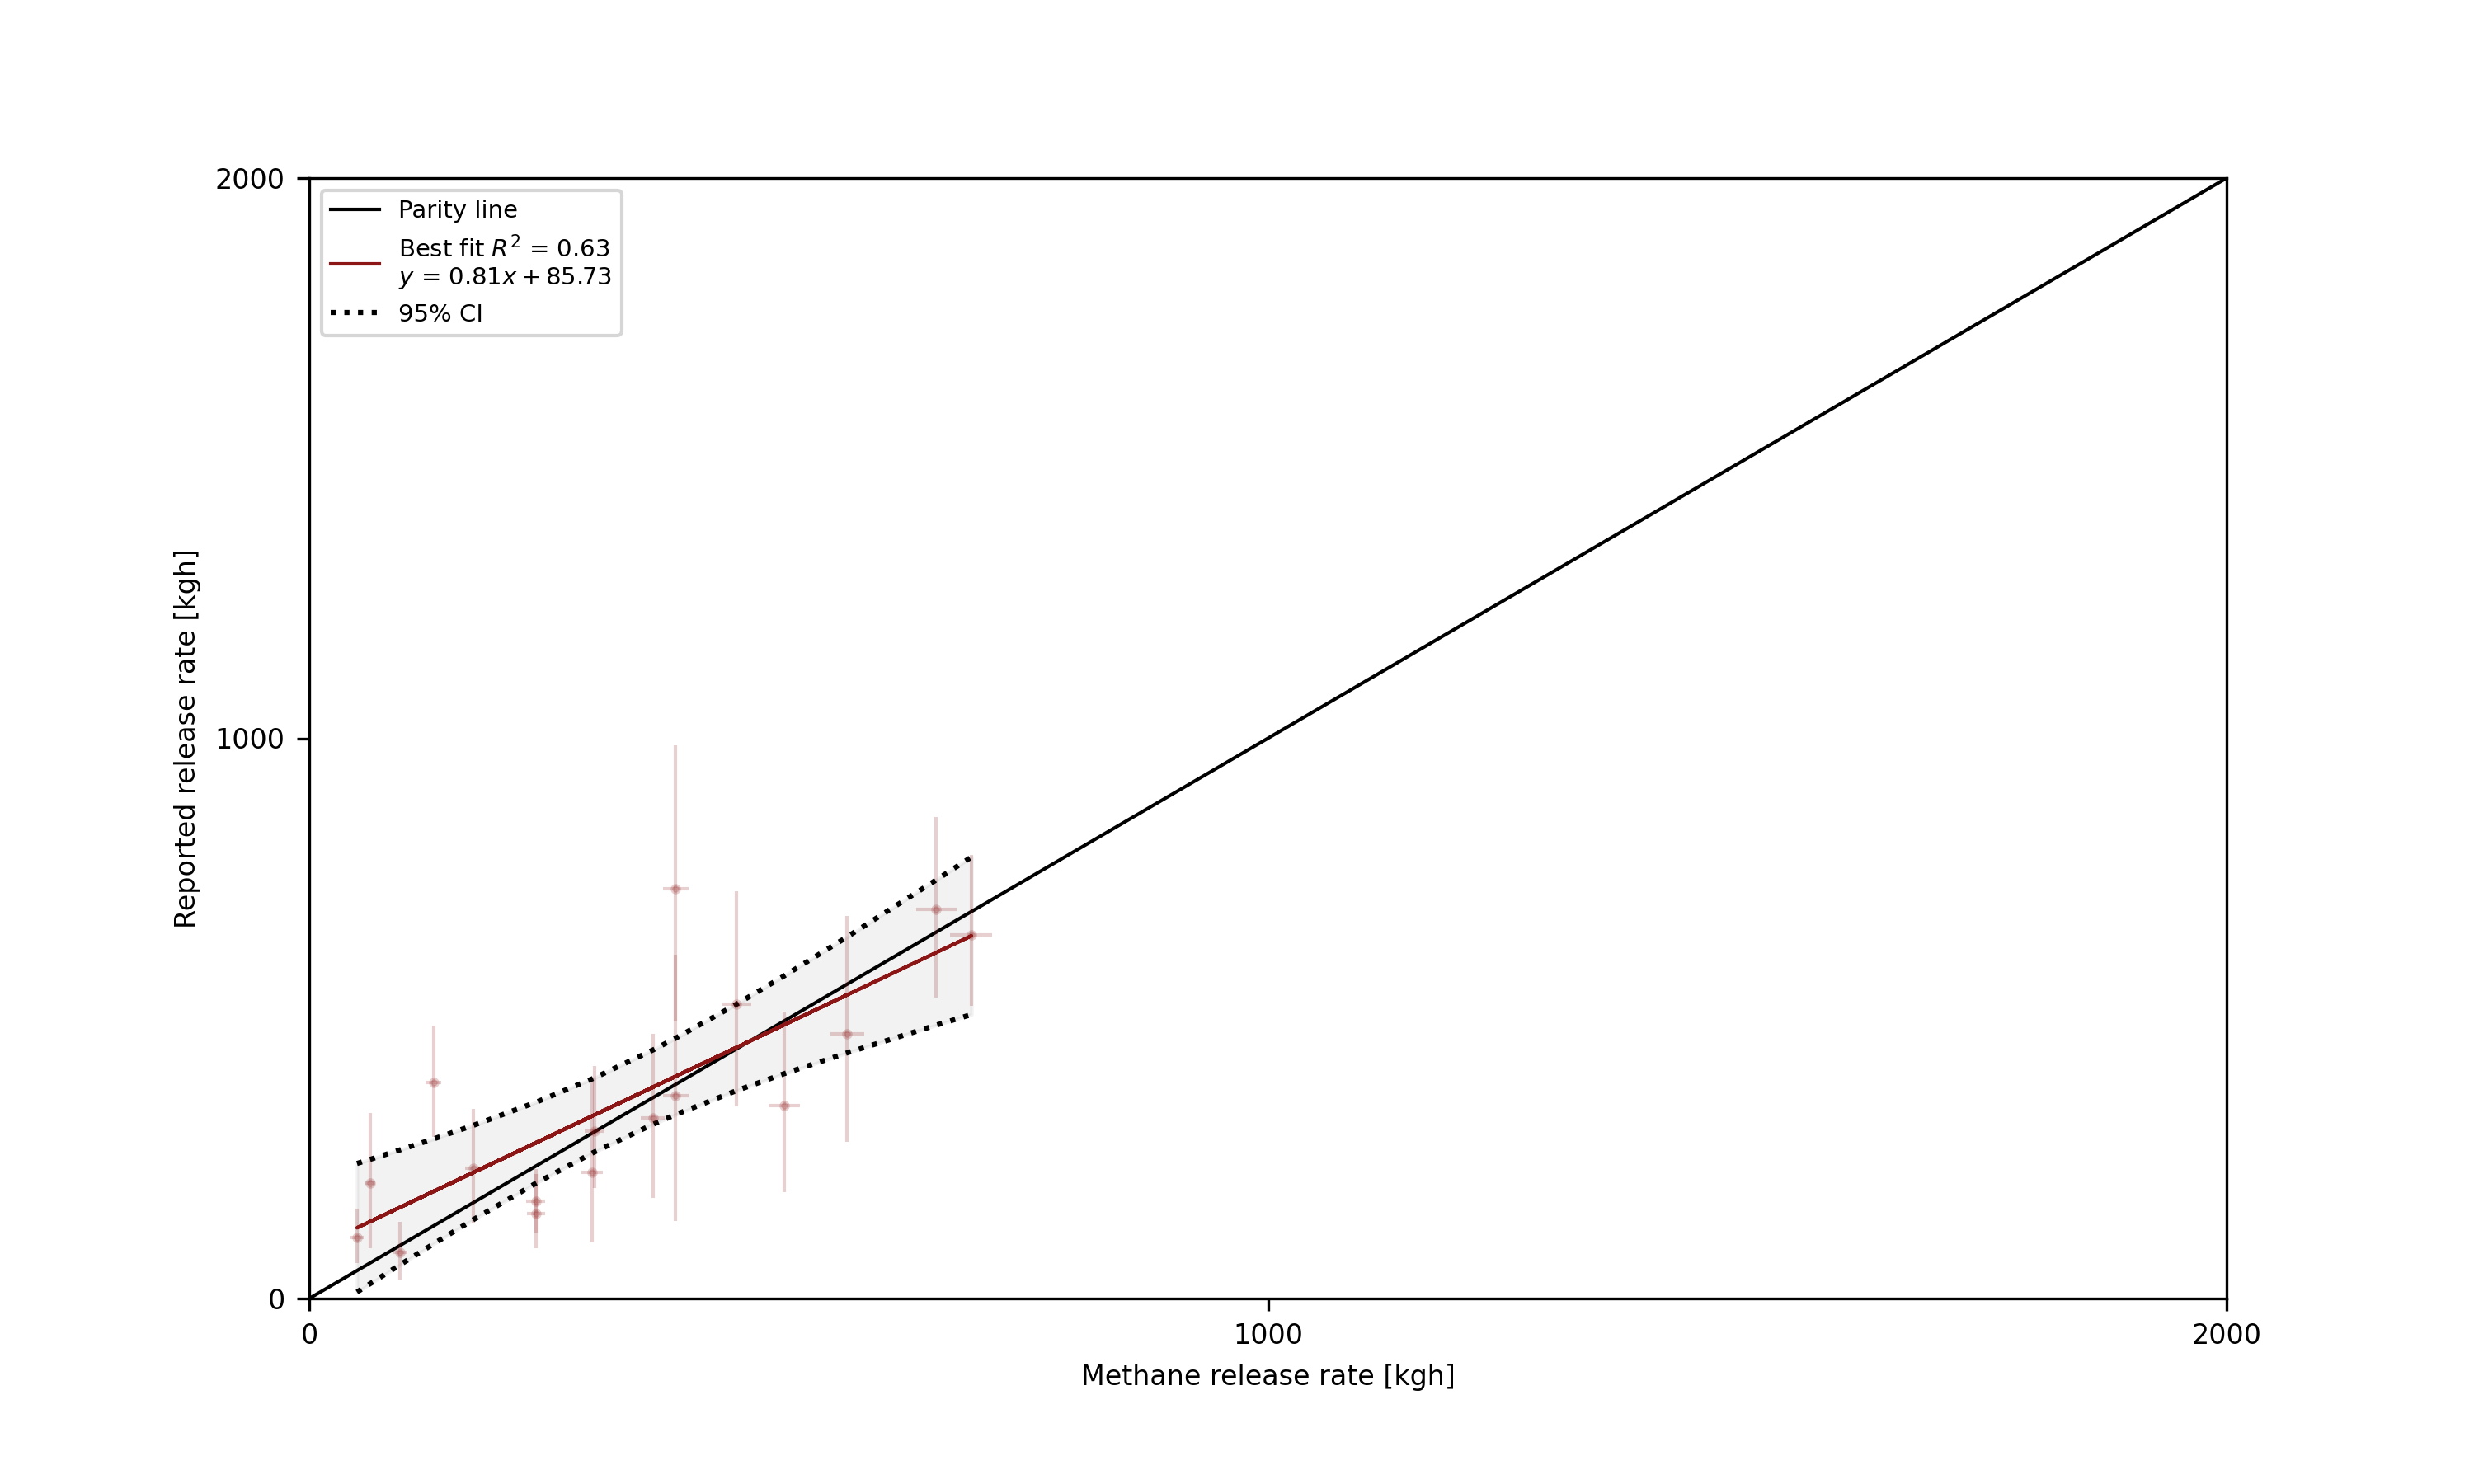 2000
Parity line
Best fit R² = 0.63
y = 0.81x + 85.73
95% CI
Reported release rate [kgh]
1000
0
0
1000
2000
Methane release rate [kgh]